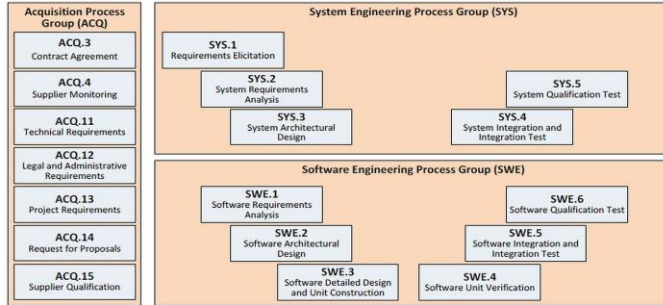 Acquisition Process
Group (ACQ)
ACQ.3
Contract Agreement
ACQ.4
Supplier Monitoring
ACQ.11
Technical Requirements
ACQ.12
Legal and Administrative
Requirements
ACQ.13
Project Requirements
ACQ.14
Request for Proposals
ACQ.15
Supplier Qualification
System Engineering Process Group (SYS)
SYS.1
Requirements Elicitation
SYS.2
System Requirements
Analysis
SYS.3
System Architectural
Design
SYS.5
System Qualification Test
SYS.4
System Integration and
Integration Test
Software Engineering Process Group (SWE)
SWE.1
Software Requirements
Analysis
SWE.2
Software Architectural
Design
SWE.3
Software Detailed Design
and Unit Construction
SWE.6
Software Qualification Test
SWE.5
Software Integration and
Integration Test
SWE.4
Software Unit Verification